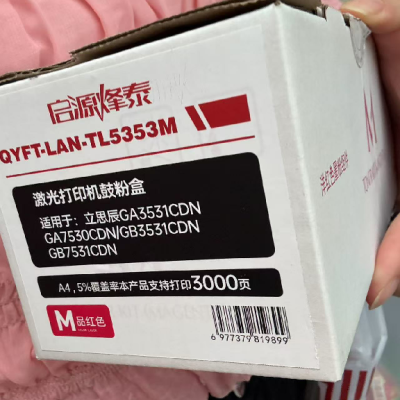 启源烽泰
QYFT-LAN-TL5353M
激光打印机鼓粉盒
适用于：立思辰GA3531CDN
GA7530CDN/GB3531CDN
GB7531CDN
A4，5%覆盖率本产品支持打印3000页
M 品红色
6 977379 819899
M